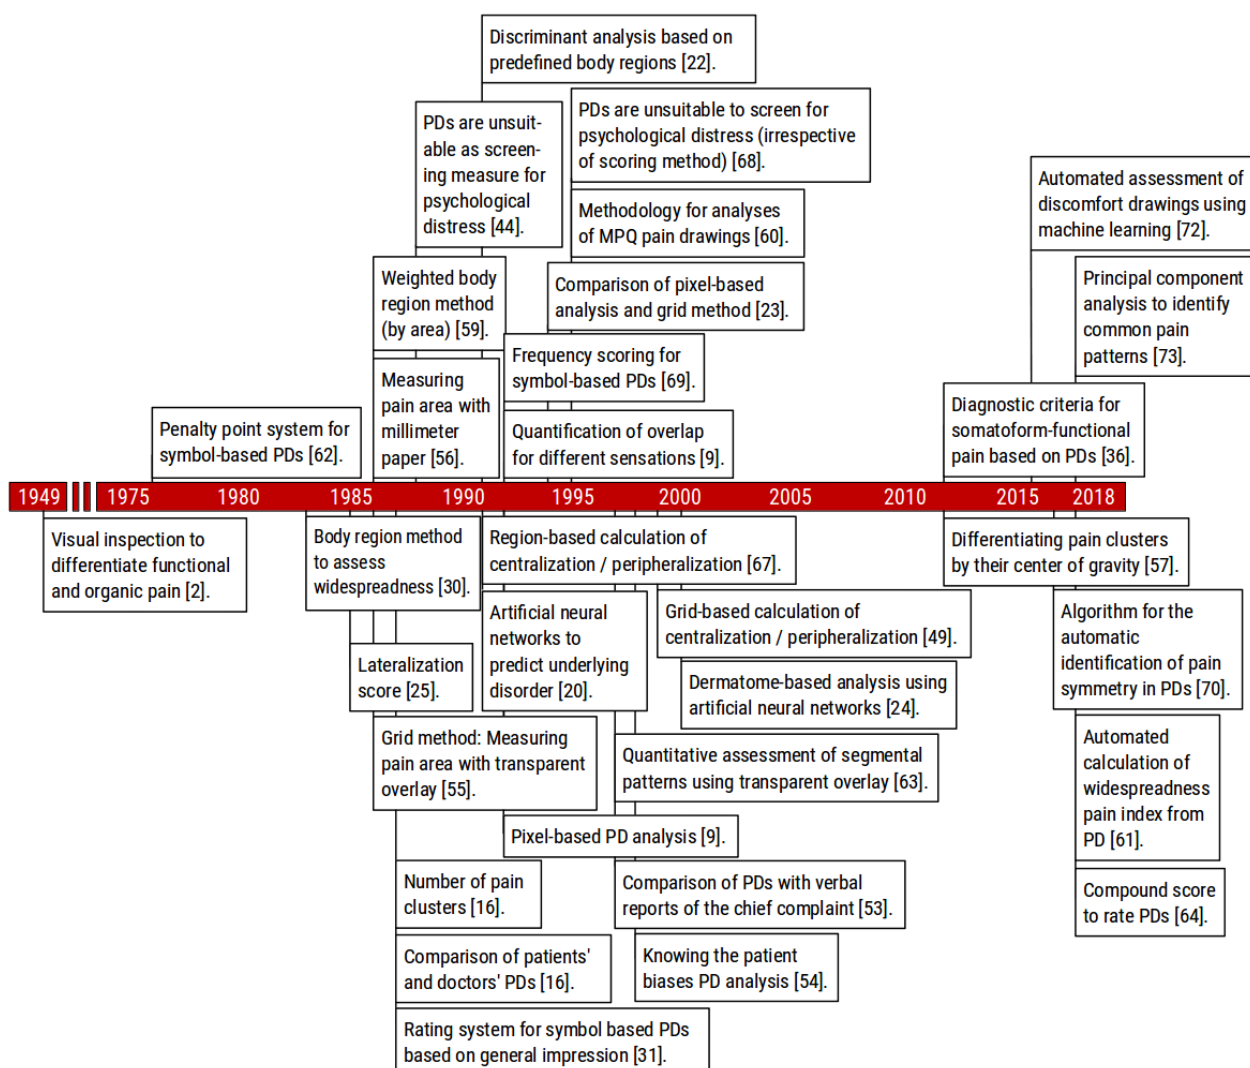 Discriminant analysis based on
predefined body regions [22].
PDs are unsuit-
able as screen-
ing measure for
psychological
distress [44].
PDs are unsuitable to screen for
psychological distress (irrespective
of scoring method) [68].
Methodology for analyses
of MPQ pain drawings [60].
Automated assessment of
discomfort drawings using
machine learning [72].
Weighted body
region method
(by area) [59].
Comparison of pixel-based
analysis and grid method [23].
Principal component
analysis to identify
common pain
patterns [73].
Measuring
pain area with
millimeter
paper [56].
Frequency scoring for
symbol-based PDs [69].
Penalty point system for
symbol-based PDs [62].
Quantification of overlap
for different sensations [9].
Diagnostic criteria for
somatoform-functional
pain based on PDs [36].
1949 1975 1980 1985 1990 1995 2000 2005 2010 2015 2018
Visual inspection to
differentiate functional
and organic pain [2].
Body region method
to assess
widespreadness [30].
Region-based calculation of
centralization / peripheralization [67].
Differentiating pain clusters
by their center of gravity [57].
Artificial neural
networks to
predict underlying
disorder [20].
Grid-based calculation of
centralization / peripheralization [49].
Algorithm for the
automatic
identification of pain
symmetry in PDs [70].
Lateralization
score [25].
Dermatome-based analysis using
artificial neural networks [24].
Grid method: Measuring
pain area with transparent
overlay [55].
Quantitative assessment of segmental
patterns using transparent overlay [63].
Automated
calculation of
widespreadness
pain index from
PD [61].
Pixel-based PD analysis [9].
Number of pain
clusters [16].
Comparison of PDs with verbal
reports of the chief complaint [53].
Compound score
to rate PDs [64].
Comparison of patients'
and doctors' PDs [16].
Knowing the patient
biases PD analysis [54].
Rating system for symbol based PDs
based on general impression [31].